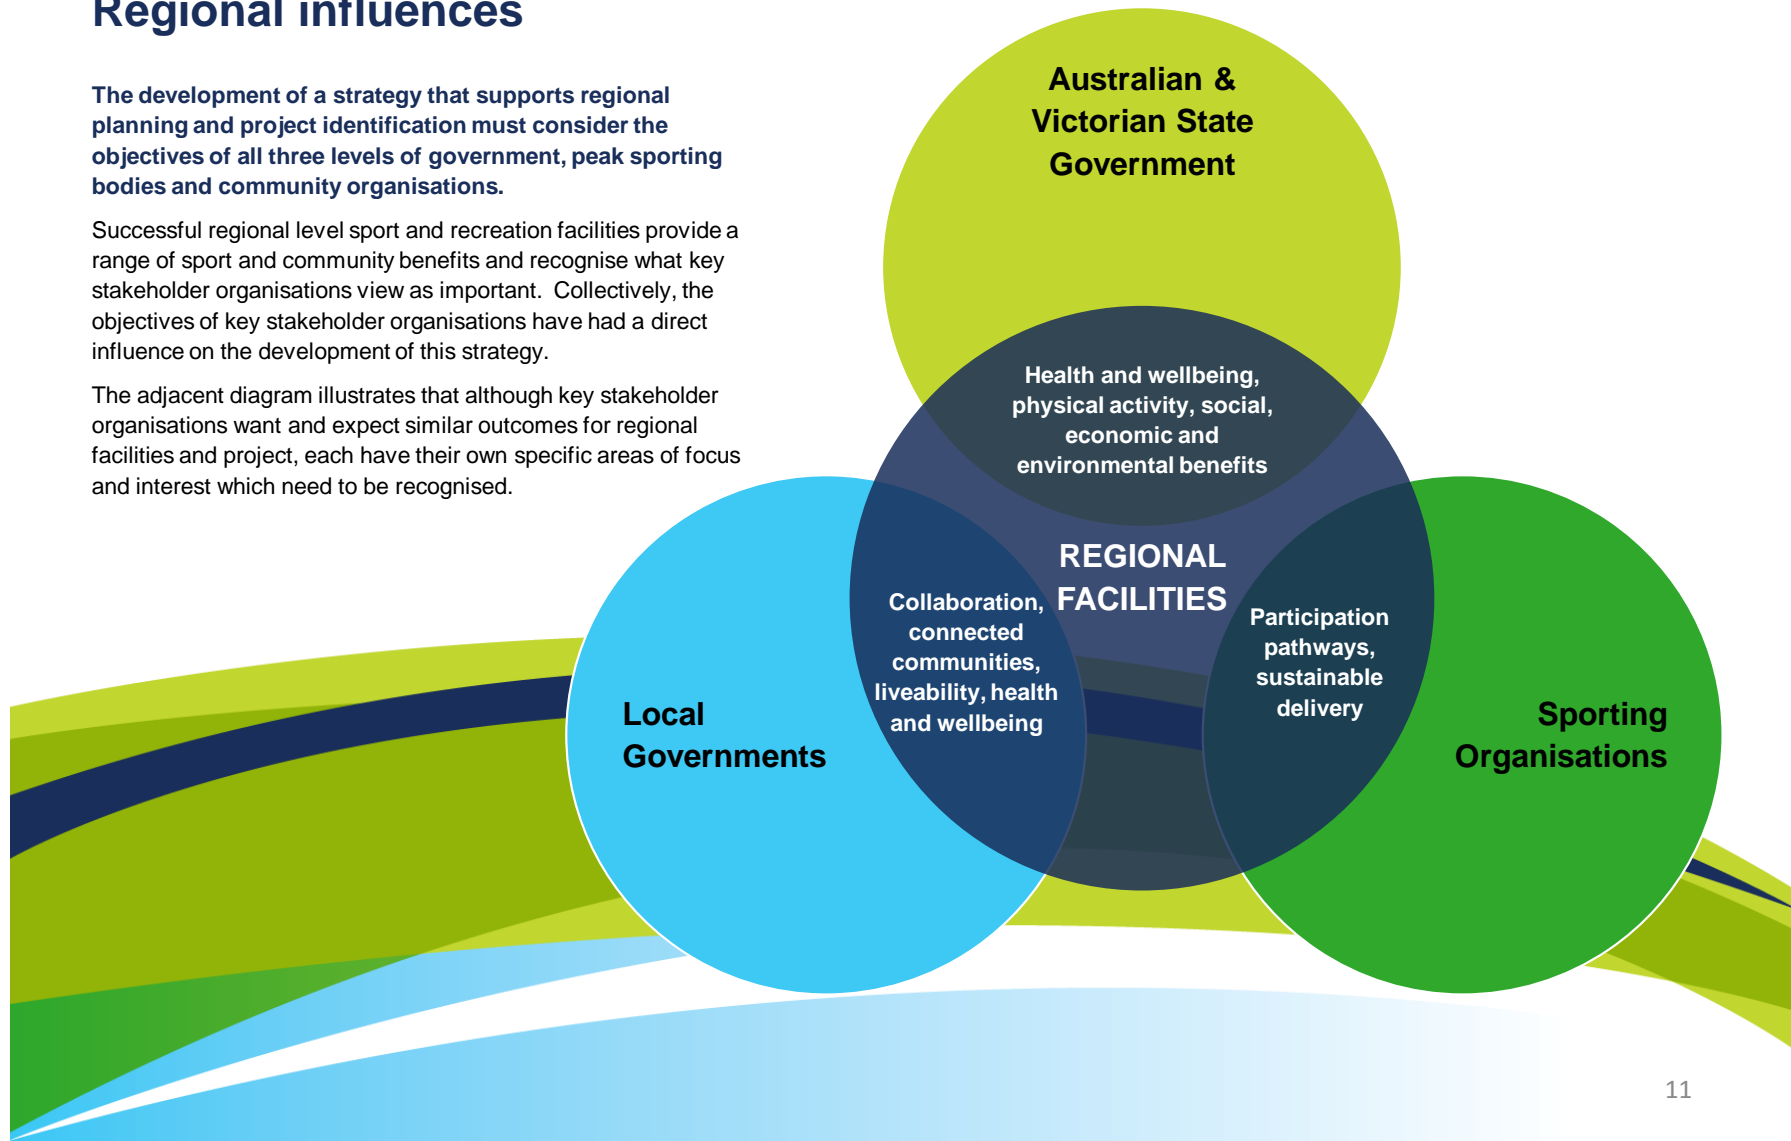 Regional influences
The development of a strategy that supports regional
planning and project identification must consider the
objectives of all three levels of government, peak sporting
bodies and community organisations.
Successful regional level sport and recreation facilities provide a
range of sport and community benefits and recognise what key
stakeholder organisations view as important.  Collectively, the
objectives of key stakeholder organisations have had a direct
influence on the development of this strategy.
The adjacent diagram illustrates that although key stakeholder
organisations want and expect similar outcomes for regional
facilities and project, each have their own specific areas of focus
and interest which need to be recognised.
Australian &
Victorian State
Government
Health and wellbeing,
physical activity, social,
economic and
environmental benefits
REGIONAL
FACILITIES
Collaboration,
connected
communities,
liveability, health
and wellbeing
Participation
pathways,
sustainable
delivery
Local
Governments
Sporting
Organisations
11